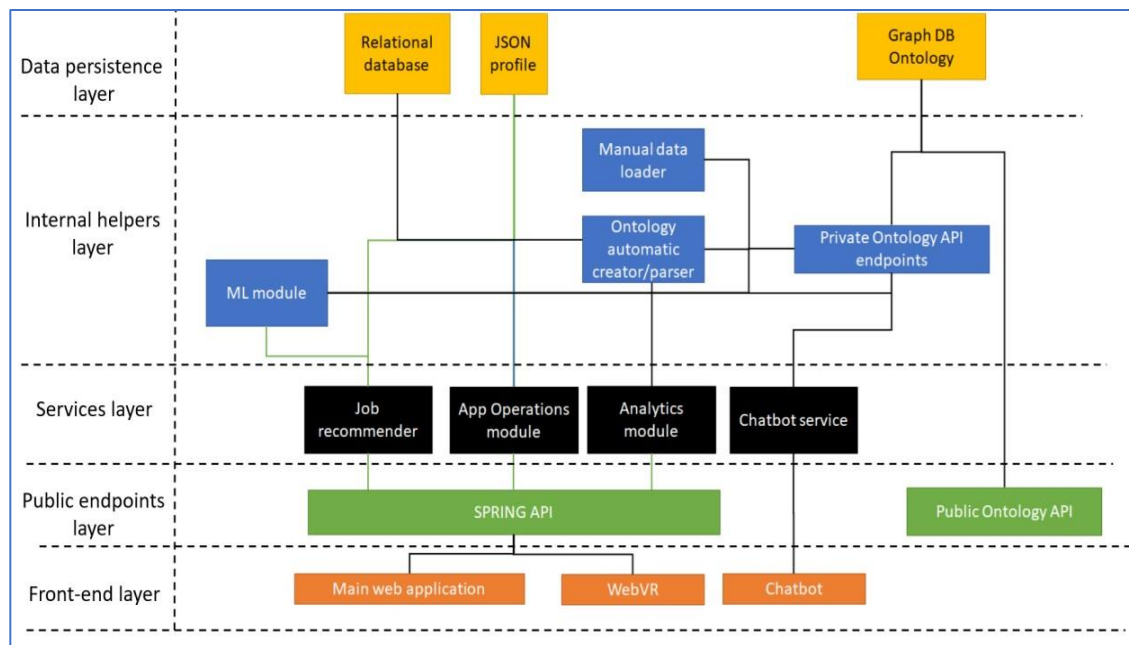 Data persistence
layer
Relational
database
JSON
profile
Graph DB
Ontology
Internal helpers
layer
Manual data
loader
Ontology
automatic
creator/parser
Private Ontology API
endpoints
ML module
Services layer
Job
recommender
App Operations
module
Analytics
module
Chatbot service
Public endpoints
layer
SPRING API
Public Ontology API
Front-end layer
Main web application
WebVR
Chatbot